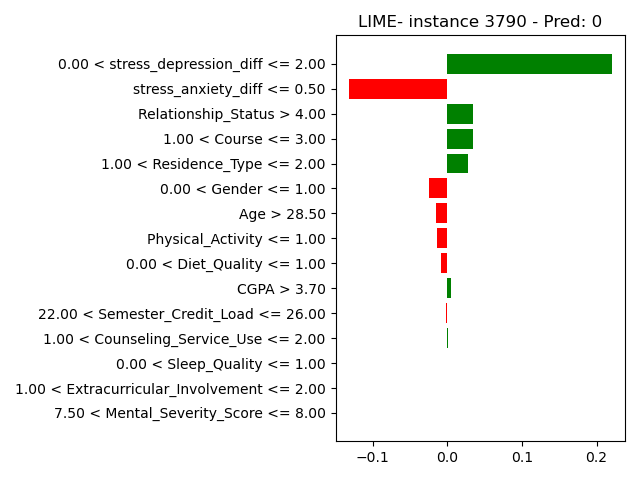 LIME- instance 3790 - Pred: 0
0.00 < stress_depression_diff <= 2.00
stress_anxiety_diff <= 0.50
Relationship_Status > 4.00
1.00 < Course <= 3.00
1.00 < Residence_Type <= 2.00
0.00 < Gender <= 1.00
Age > 28.50
Physical_Activity <= 1.00
0.00 < Diet_Quality <= 1.00
CGPA > 3.70
22.00 < Semester_Credit_Load <= 26.00
1.00 < Counseling_Service_Use <= 2.00
0.00 < Sleep_Quality <= 1.00
1.00 < Extracurricular_Involvement <= 2.00
7.50 < Mental_Severity_Score <= 8.00
−0.1 0.0 0.1 0.2